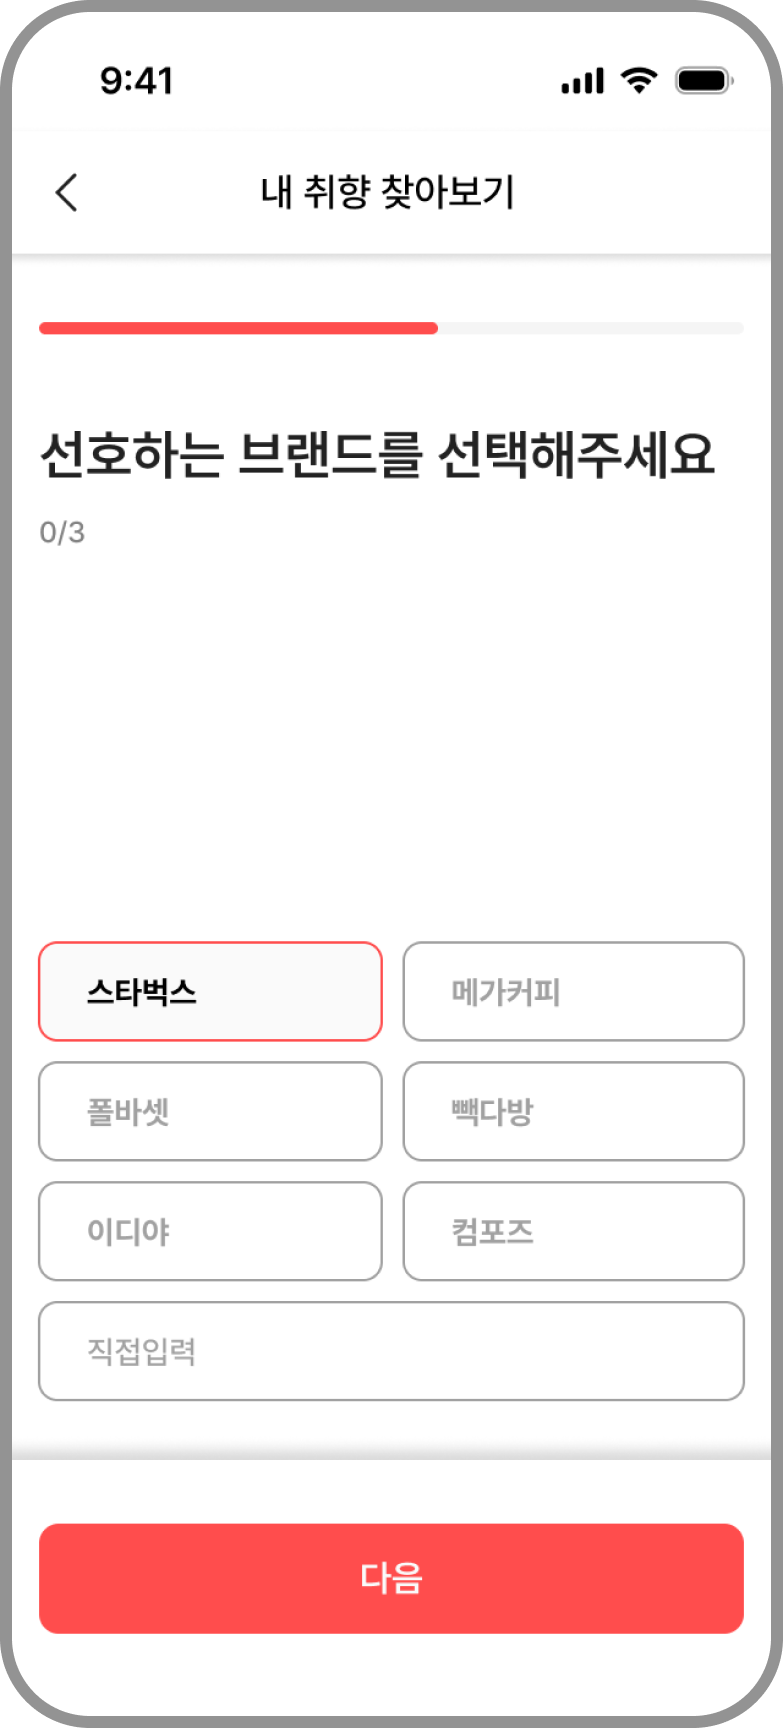 9:41
내 취향 찾아보기
선호하는 브랜드를 선택해주세요
0/3
스타벅스
메가커피
폴바셋
빽다방
이디야
컴포즈
직접입력
다음